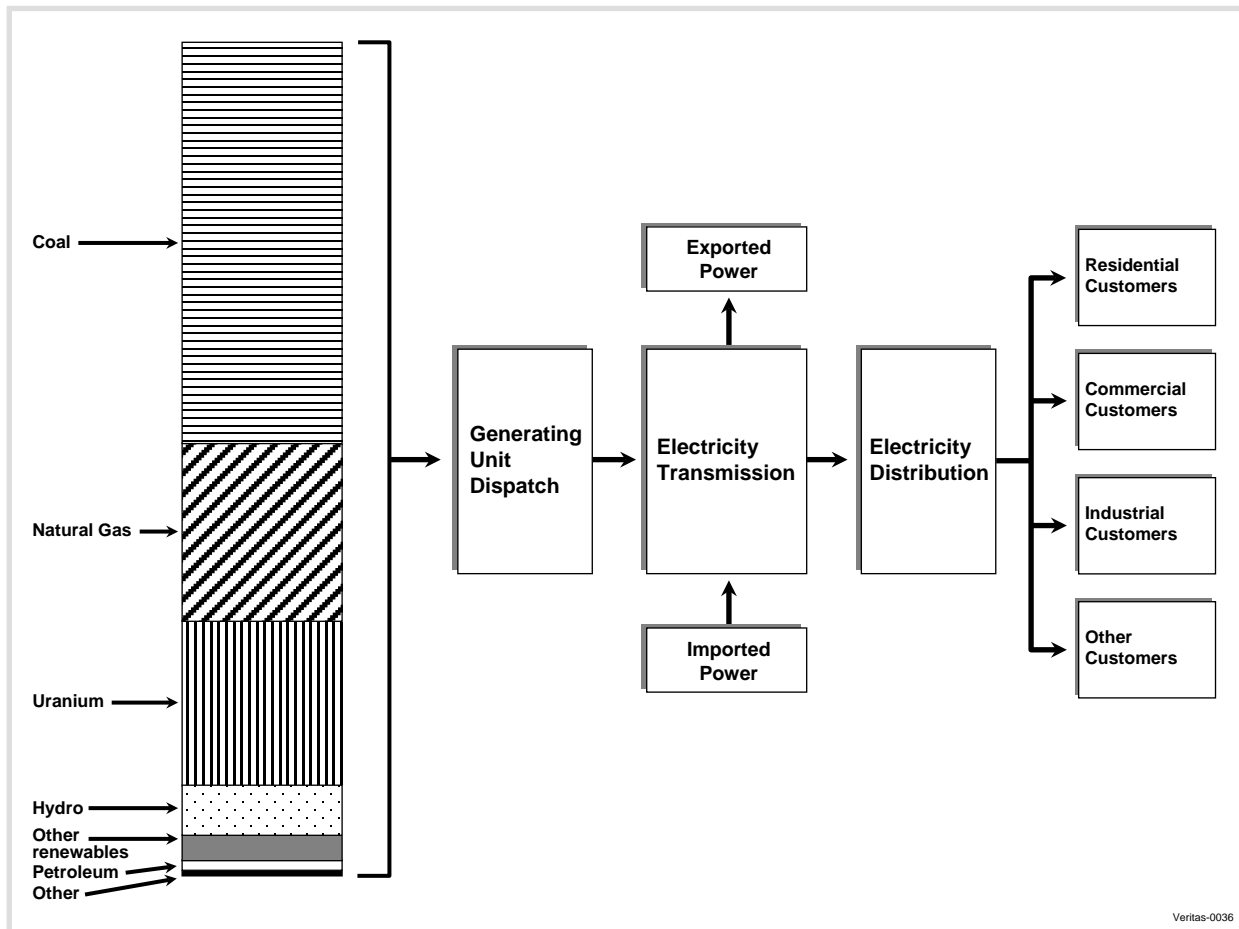 Coal
Natural Gas
Uranium
Hydro
Other
renewables
Petroleum
Other
Generating
Unit
Dispatch
Exported
Power
Electricity
Transmission
Imported
Power
Electricity
Distribution
Residential
Customers
Commercial
Customers
Industrial
Customers
Other
Customers
Veritas-0036